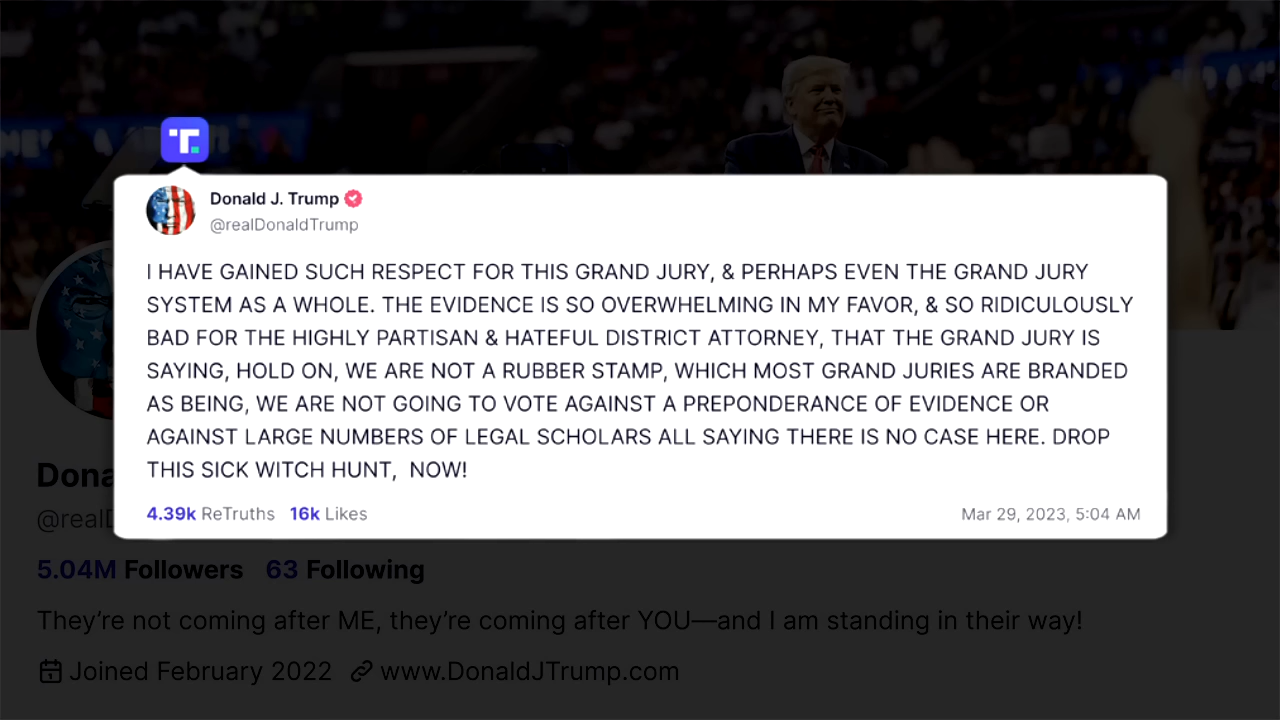 T.
Donald J. Trump
@realDonaldTrump
I HAVE GAINED SUCH RESPECT FOR THIS GRAND JURY, & PERHAPS EVEN THE GRAND JURY
SYSTEM AS A WHOLE. THE EVIDENCE IS SO OVERWHELMING IN MY FAVOR, & SO RIDICULOUSLY
BAD FOR THE HIGHLY PARTISAN & HATEFUL DISTRICT ATTORNEY, THAT THE GRAND JURY IS
SAYING, HOLD ON, WE ARE NOT A RUBBER STAMP, WHICH MOST GRAND JURIES ARE BRANDED
AS BEING, WE ARE NOT GOING TO VOTE AGAINST A PREPONDERANCE OF EVIDENCE OR
AGAINST LARGE NUMBERS OF LEGAL SCHOLARS ALL SAYING THERE IS NO CASE HERE. DROP
THIS SICK WITCH HUNT,  NOW!
4.39k ReTruths 16k Likes
Mar 29, 2023, 5:04 AM
Dona
@real
5.04M Followers 63 Following
They’re not coming after ME, they’re coming after YOU—and I am standing in their way!
Joined February 2022 www.DonaldJTrump.com